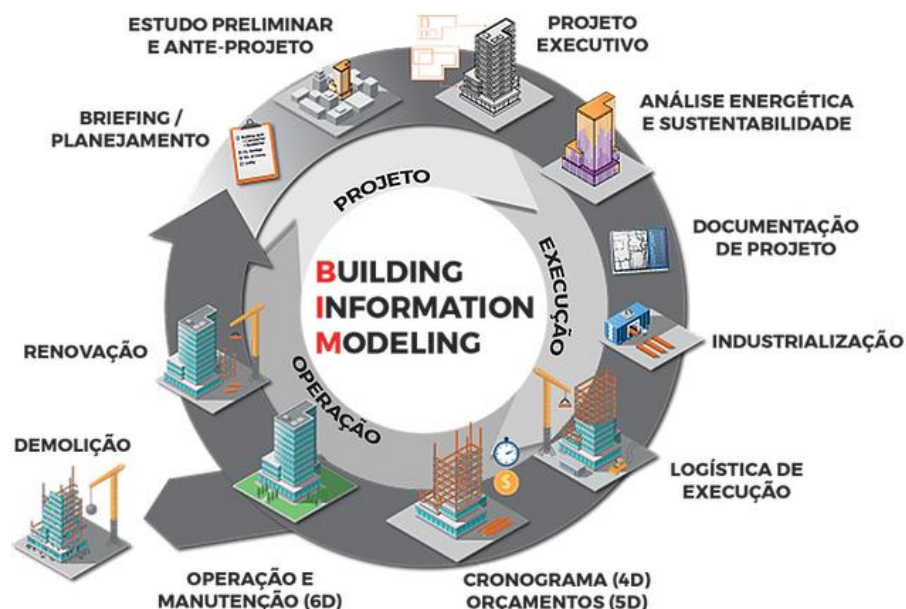 ESTUDO PRELIMINAR
E ANTE-PROJETO
PROJETO
EXECUTIVO
BRIEFING /
PLANEJAMENTO
ANÁLISE ENERGÉTICA
E SUSTENTABILIDADE
PROJETO
DOCUMENTAÇÃO
DE PROJETO
EXECUÇÃO
BUILDING
INFORMATION
MODELING
INDUSTRIALIZAÇÃO
RENOVAÇÃO
OPERAÇÃO
DEMOLIÇÃO
$
LOGÍSTICA DE
EXECUÇÃO
OPERAÇÃO E
MANUTENÇÃO (6D)
CRONOGRAMA (4D)
ORÇAMENTOS (5D)